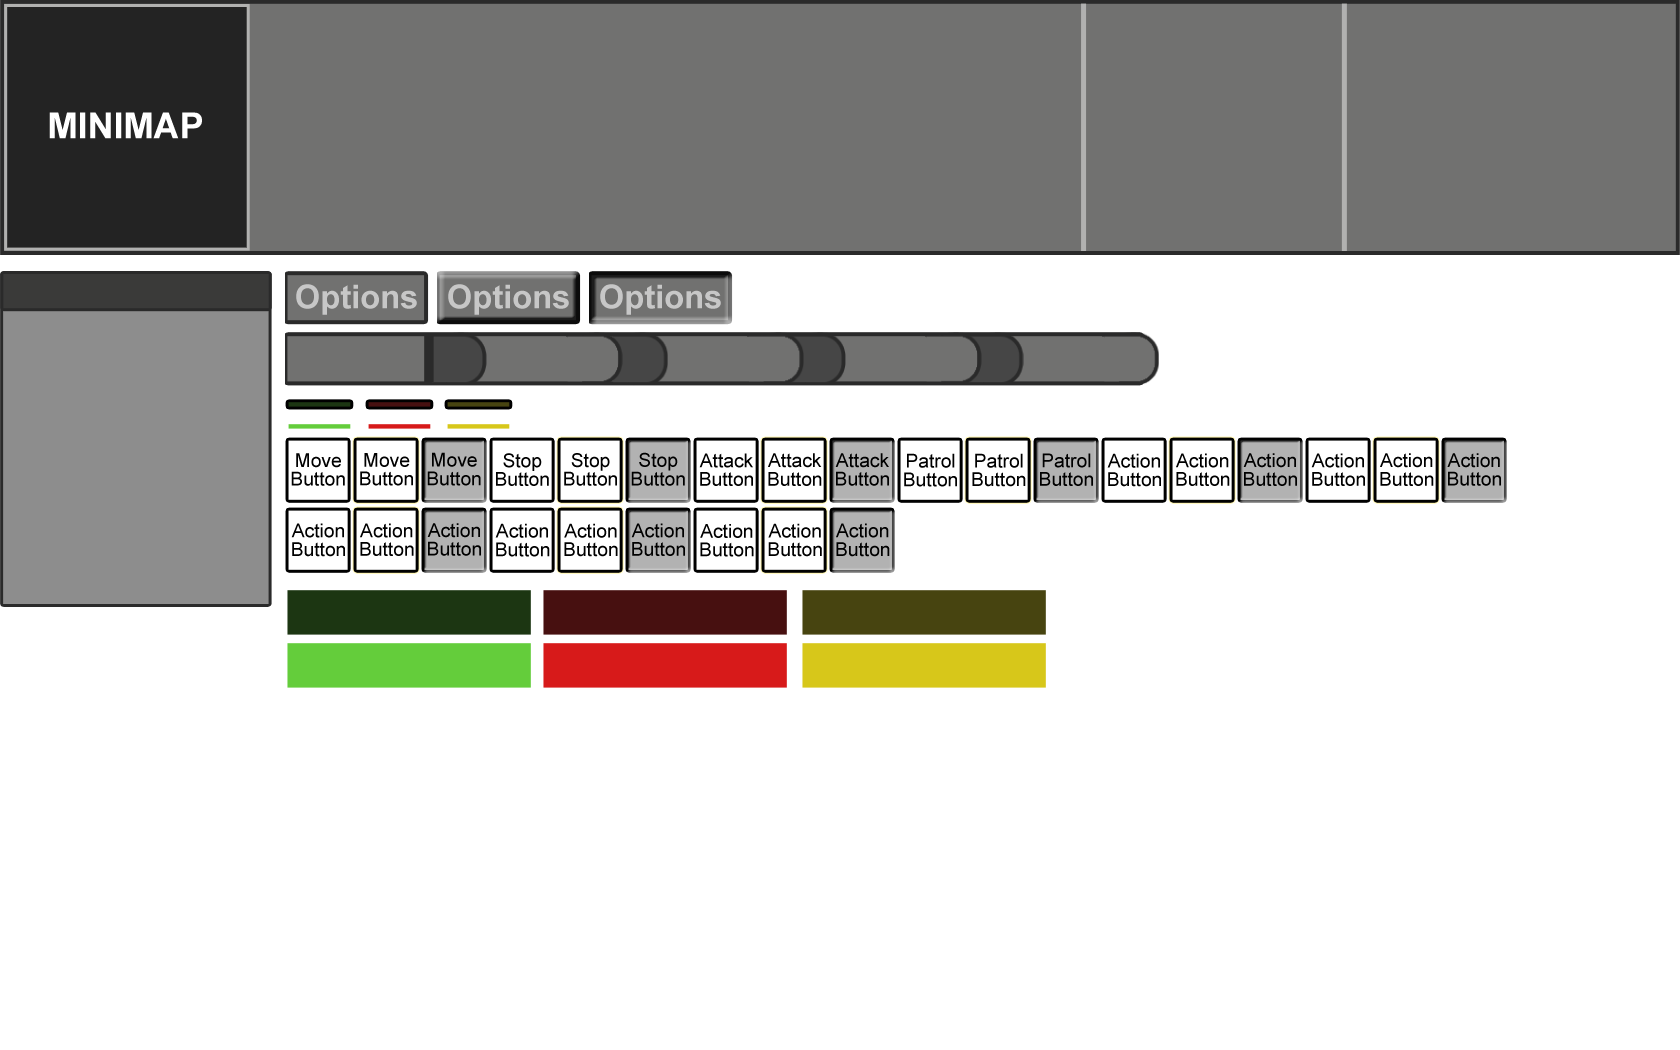 MINIMAP
Options Options Options
Move Move Move Stop Stop Stop Attack Attack Attack Patrol Patrol Patrol Action Action Action Action Action Action
Button Button Button Button Button Button Button Button Button Button Button Button Button Button Button Button Button Button
Action Action Action Action Action Action Action Action Action
Button Button Button Button Button Button Button Button Button